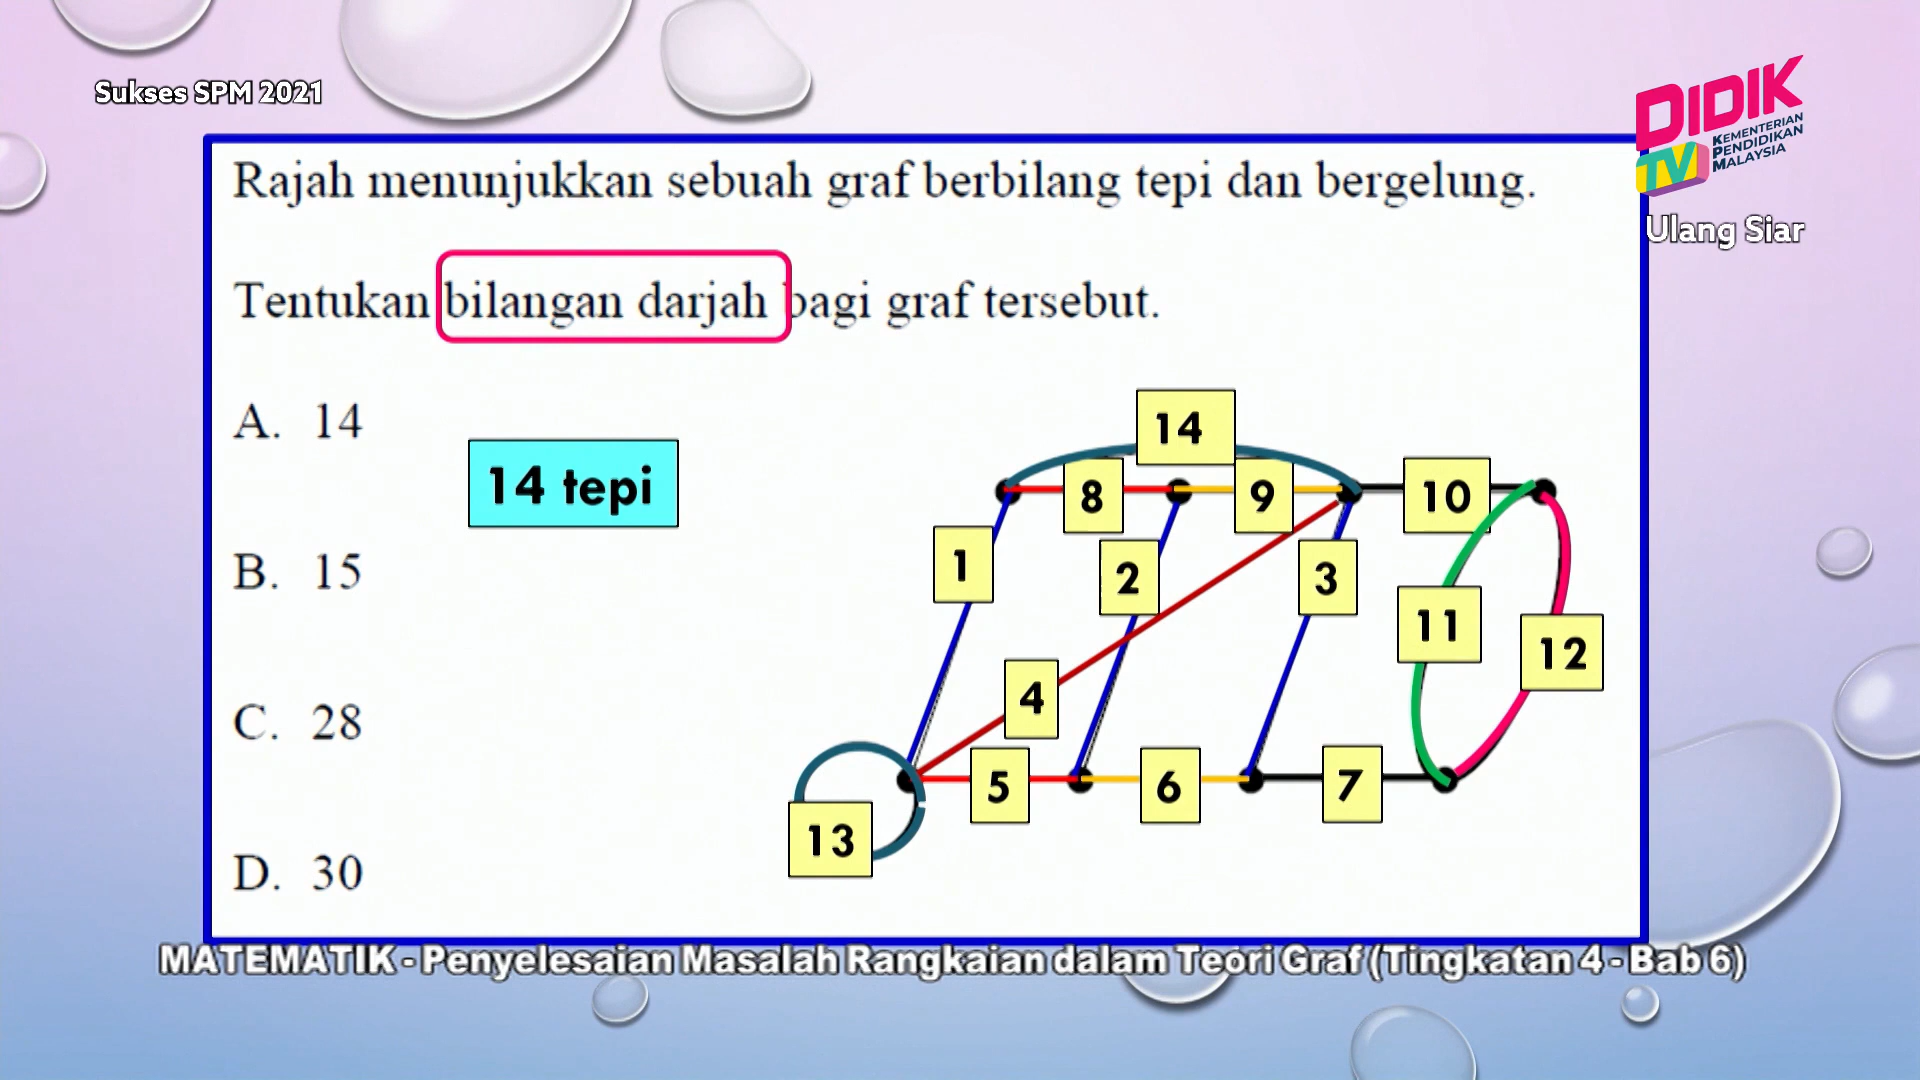 Sukses SPM 2021
DIDIK
TV
KEMENTERIAN
PENDIDIKAN
MALAYSIA
Ulang Siar
Rajah menunjukkan sebuah graf berbilang tepi dan bergelung.
Tentukan bilangan darjah bagi graf tersebut.
A. 14
B. 15
C. 28
D. 30
14 tepi
14
8
9
10
1
2
3
11
12
4
5
6
7
13
MATEMATIK - Penyelesaian Masalah Rangkaian dalam Teori Graf (Tingkatan 4 - Bab 6)